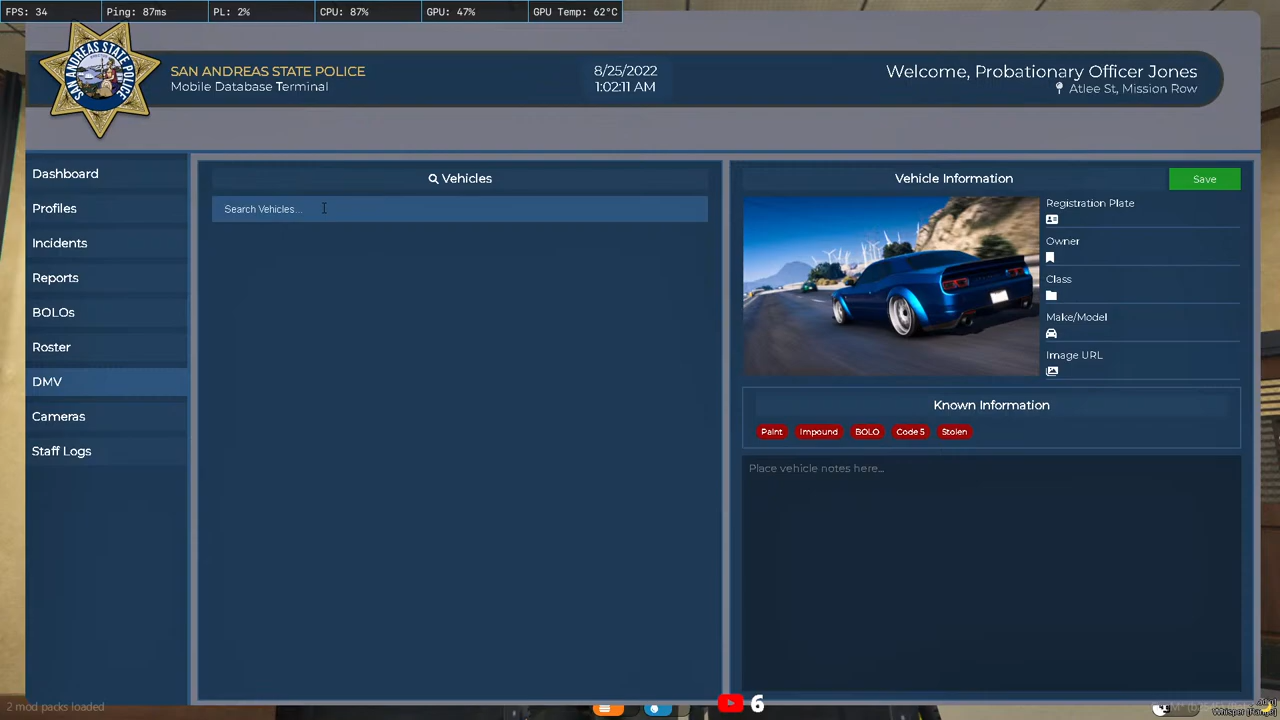 FPS: 34
Ping: 87ms
PL: 2%
CPU: 87%
GPU: 47%
GPU Temp: 62°C
SAN ANDREAS STATE POLICE
SAN ANDREAS STATE POLICE
Mobile Database Terminal
8/25/2022
1:02:11 AM
Welcome, Probationary Officer Jones
Atlee St, Mission Row
Dashboard
Profiles
Incidents
Reports
BOLOs
Roster
DMV
Cameras
Staff Logs
Vehicles
Search Vehicles...
Vehicle Information
Save
Registration Plate
Owner
Class
Make/Model
Image URL
Known Information
Paint
Impound
BOLO
Code 5
Stolen
Place vehicle notes here...
2 mod packs loaded
6